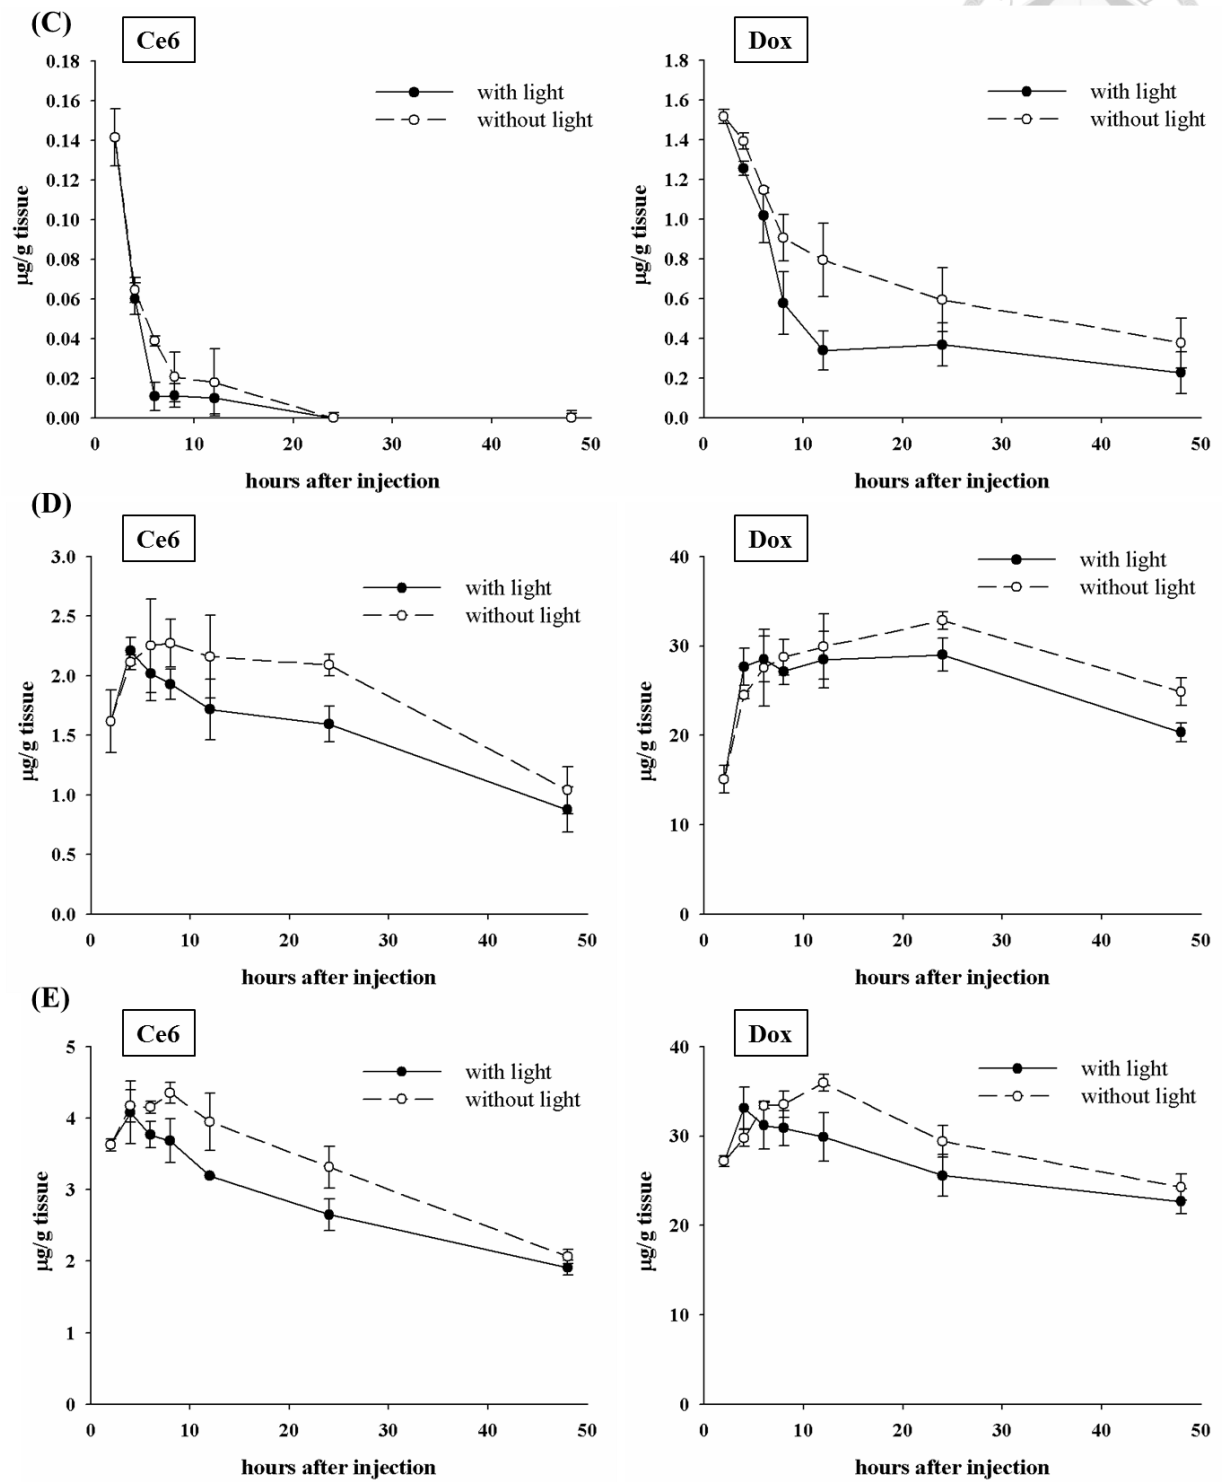 (C)
Ce6
0.18
0.16
0.14
0.12
0.10
0.08
0.06
0.04
0.02
0.00
µg/g tissue
with light
without light
0 10 20 30 40 50
hours after injection
Dox
1.8
1.6
1.4
1.2
1.0
0.8
0.6
0.4
0.2
0.0
µg/g tissue
with light
without light
0 10 20 30 40 50
hours after injection
(D)
Ce6
3.0
2.5
2.0
1.5
1.0
0.5
0.0
µg/g tissue
with light
without light
0 10 20 30 40 50
hours after injection
Dox
40
30
20
10
0
µg/g tissue
with light
without light
0 10 20 30 40 50
hours after injection
(E)
Ce6
5
4
3
2
1
0
µg/g tissue
with light
without light
0 10 20 30 40 50
hours after injection
Dox
40
30
20
10
0
µg/g tissue
with light
without light
0 10 20 30 40 50
hours after injection